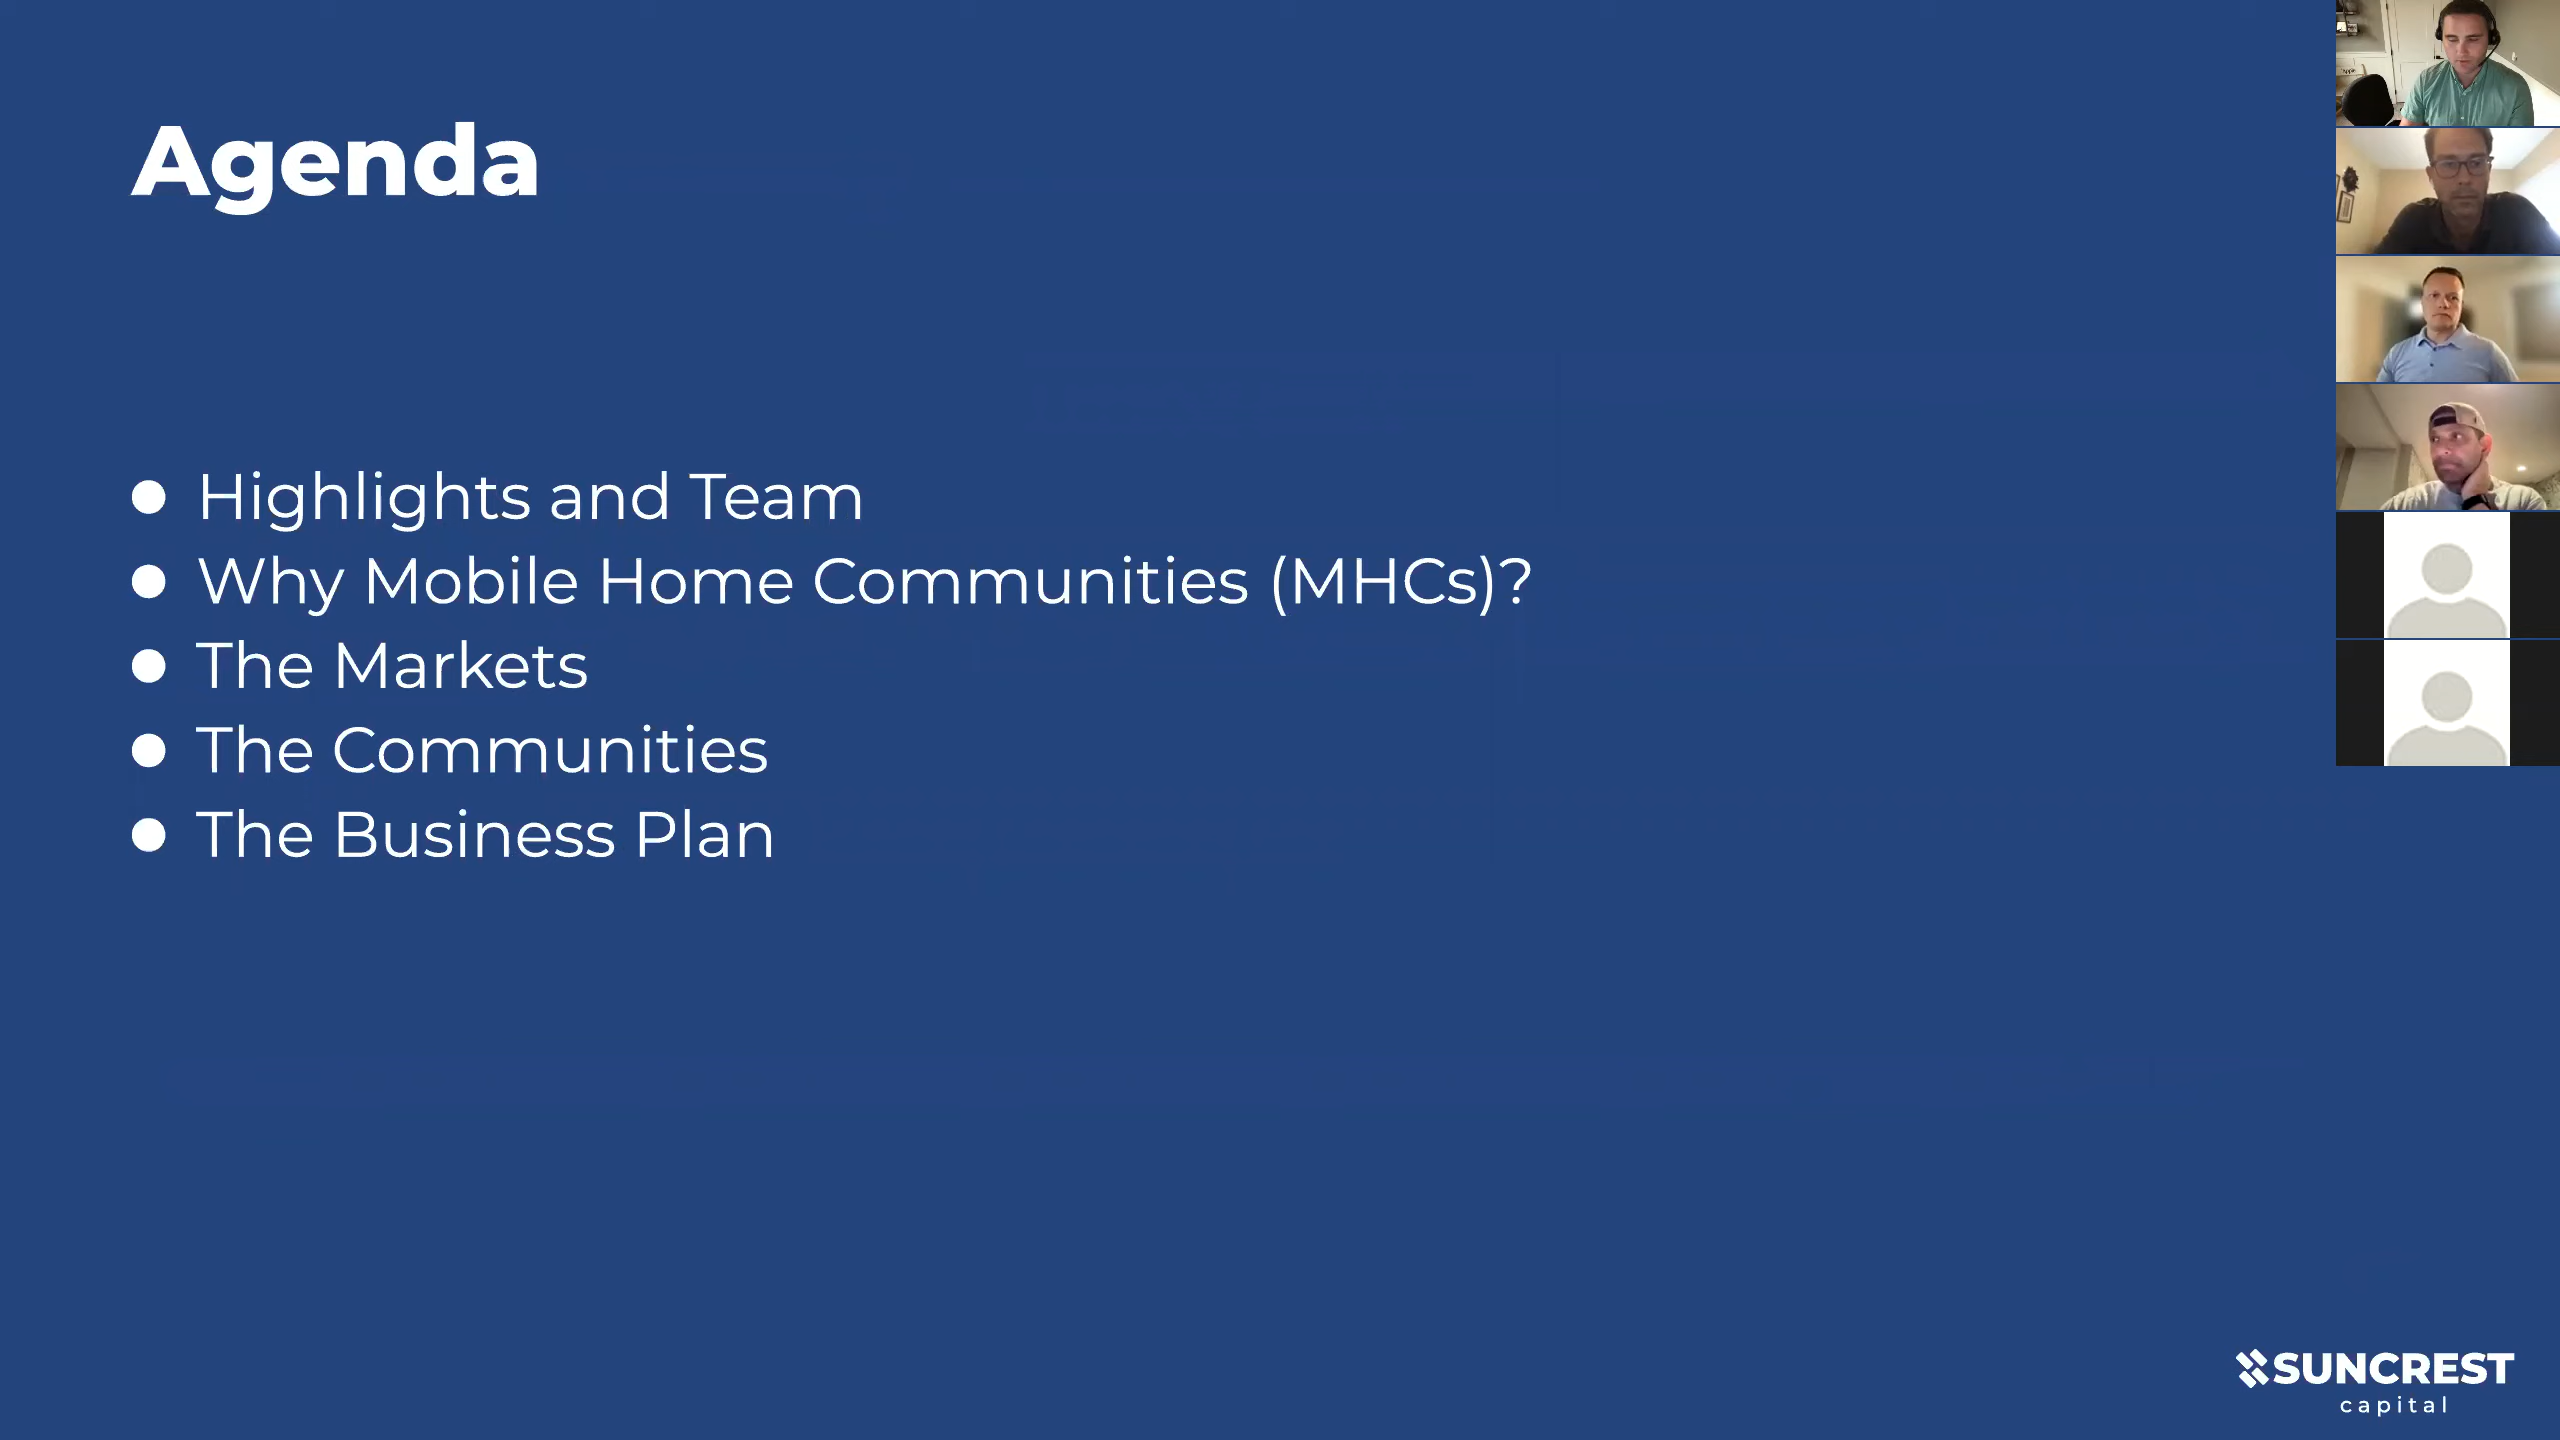 Agenda
Highlights and Team
Why Mobile Home Communities (MHCs)?
The Markets
The Communities
The Business Plan
SUNCREST
capital